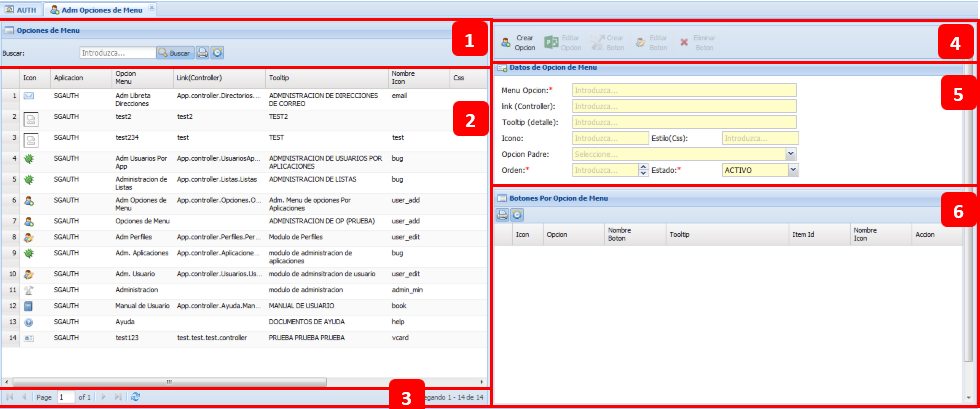 AUTH
Adm Opciones de Menu
Opciones de Menu
1
Buscar: Introduzca... Buscar
Icon Aplicacion Opcion Menu Link(Controller) Tooltip Nombre Icon Css
2
1 SGAUTH Adm Libreta Direcciones App.controller.Directorios.... ADMINISTRACION DE DIRECCIONES DE CORREO email
2 SGAUTH test2 test2 TEST2
3 SGAUTH test234 test TEST test
4 SGAUTH Adm Usuarios Por App App.controller.UsuariosAp... ADMINISTRACION DE USUARIOS POR APLICACIONES bug
5 SGAUTH Administracion de Listas App.controller.Listas.Listas ADMINISTRACION DE LISTAS bug
6 SGAUTH Adm Opciones de Menu App.controller.Opciones.O... Adm. Menu de opciones Por Aplicaciones user_add
7 SGAUTH Opciones de Menu ADMINISTRACION DE OP (PRUEBA) user_add
8 SGAUTH Adm Perfiles App.controller.Perfiles.Per... Modulo de Perfiles user_edit
9 SGAUTH Adm. Aplicaciones App.controller.Aplicacione... modulo de administracion de aplicaciones bug
10 SGAUTH Adm. Usuario App.controller.Usuarios.Us... modulo de adminsitracion de usuario user_edit
11 SGAUTH Administracion modulo de administracion admin_min
12 SGAUTH Manual de Usuario App.controller.Ayuda.Man... MANUAL DE USUARIO book
13 SGAUTH Ayuda DOCUMENTOS DE AYUDA help
14 SGAUTH test123 test.test.test.controller PRUEBA PRUEBA PRUEBA vcard
Page 1 of 1
3
egando 1 - 14 de 14
Crear Opcion
Editar Opcion
Crear Boton
Editar Boton
Eliminar Boton
4
Datos de Opcion de Menu
5
Menu Opcion:* Introduzca...
Ink (Controller): Introduzca...
Tooltip (detalle): Introduzca...
Icono: Introduzca... Estilo(Css): Introduzca...
Opcion Padre: Seleccione...
Orden:* Introduzca... Estado:* ACTIVO
Botones Por Opcion de Menu
6
Icon Opcion Nombre Boton Tooltip Item Id Nombre Icon Accion